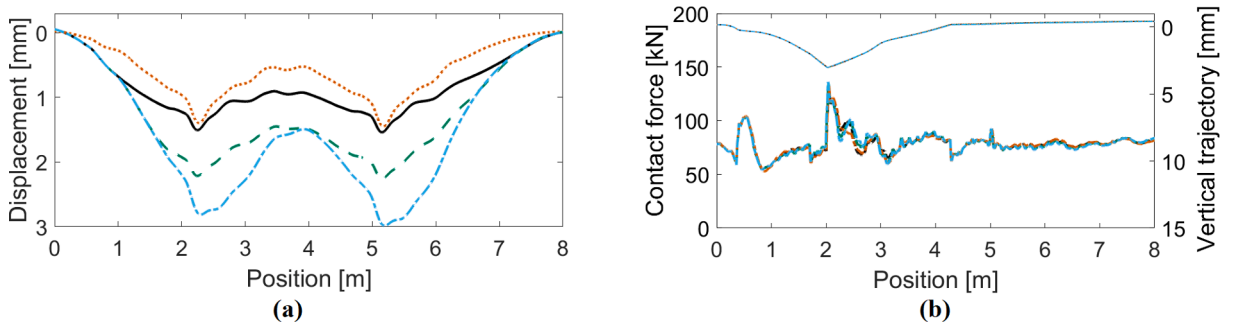 0
1
2
3
Displacement [mm]
0 1 2 3 4 5 6 7 8
Position [m]
(a)
200
150
100
50
0
Contact force [kN]
0
5
10
15
Vertical trajectory [mm]
0 1 2 3 4 5 6 7 8
Position [m]
(b)